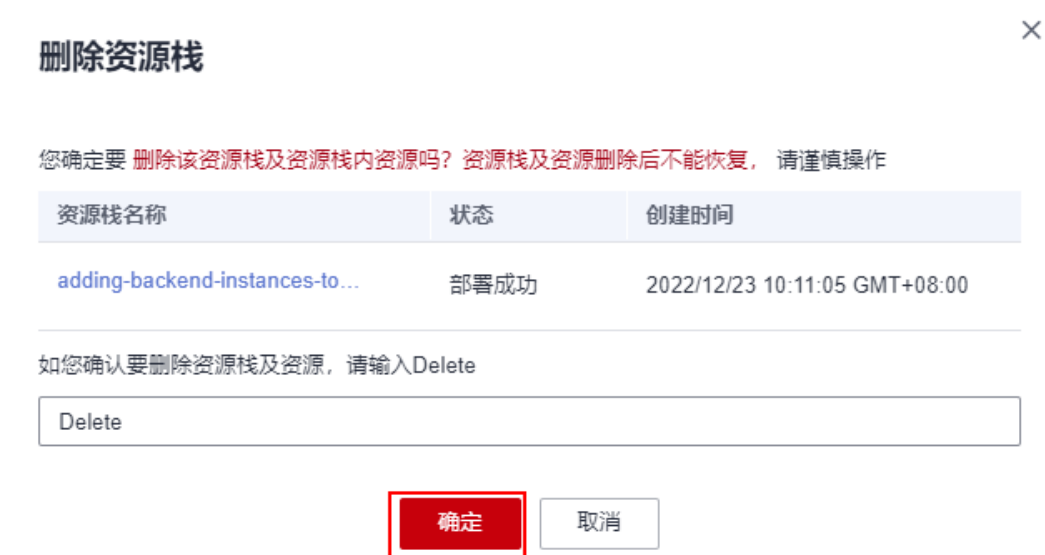 删除资源栈
您确定要 删除该资源栈及资源栈内资源吗？资源栈及资源删除后不能恢复， 请谨慎操作
资源栈名称 状态 创建时间
adding-backend-instances-to... 部署成功 2022/12/23 10:11:05 GMT+08:00
如您确认要删除资源栈及资源，请输入Delete
Delete
确定 取消